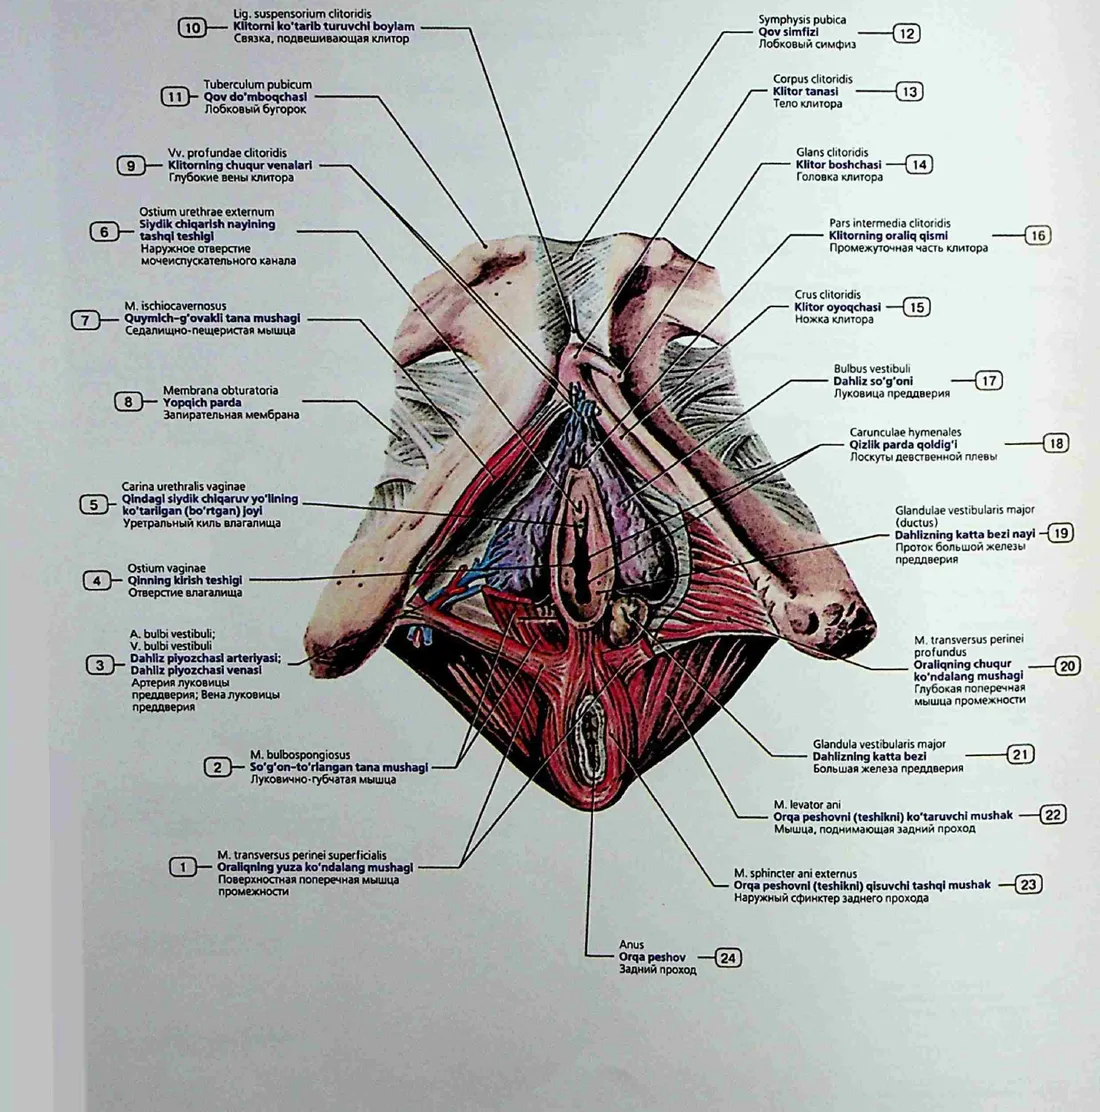 10
Lig. suspensorium clitoridis
Klitorni ko'tarib turuvchi boylam
Связка, подвешивающая клитор
11
Tuberculum pubicum
Qov do'mboqchasi
Лобковый бугорок
9
Vv. profundae clitoridis
Klitorning chuqur venalari
Глубокие вены клитора
6
Ostium urethrae externum
Siydik chiqarish nayining
tashqi teshigi
Наружное отверстие
мочеиспускательного канала
7
M. ischiocavernosus
Quymich-g'ovakli tana mushagi
Седалищно-пещеристая мышца
8
Membrana obturatoria
Yopqich parda
Запирательная мембрана
5
Carina urethralis vaginae
Qindagi siydik chiqaruv yo'lining
ko'tarilgan (bo'rtgan) joyi
Уретральный киль влагалища
4
Ostium vaginae
Qinning kirish teshigi
Отверстие влагалища
3
A. bulbi vestibuli;
V. bulbi vestibuli
Dahliz piyozchasi arteriyasi;
Dahliz piyozchasi venasi
Артерия луковицы
преддверия; Вена луковицы
преддверия
2
M. bulbospongiosus
So'g'on-to'rlangan tana mushagi
Луковично-губчатая мышца
1
M. transversus perinei superficialis
Oraliqning yuza ko'ndalang mushagi
Поверхностная поперечная мышца
промежности
Symphysis pubica
Qov simfizi
Лобковый симфиз
12
Corpus clitoridis
Klitor tanasi
Тело клитора
13
Glans clitoridis
Klitor boshchasi
Головка клитора
14
Pars intermedia clitoridis
Klitorning oraliq qismi
Промежуточная часть клитора
16
Crus clitoridis
Klitor oyoqchasi
Ножка клитора
15
Bulbus vestibuli
Dahliz so'g'oni
Луковица преддверия
17
Carunculae hymenales
Qizlik parda qoldig'i
Лоскуты девственной плевы
18
Glandulae vestibularis major
(ductus)
Dahlizning katta bezi nayi
Проток большой железы
преддверия
19
M. transversus perinei
profundus
Oraliqning chuqur
ko'ndalang mushagi
Глубокая поперечная
мышца промежности
20
Glandula vestibularis major
Dahlizning katta bezi
Большая железа преддверия
21
M. levator ani
Orqa peshovni (teshikni) ko'taruvchi mushak
Мышца, поднимающая задний проход
22
M. sphincter ani externus
Orqa peshovni (teshikni) qisuvchi tashqi mushak
Наружный сфинктер заднего прохода
23
Anus
Orqa peshov
Задний проход
24